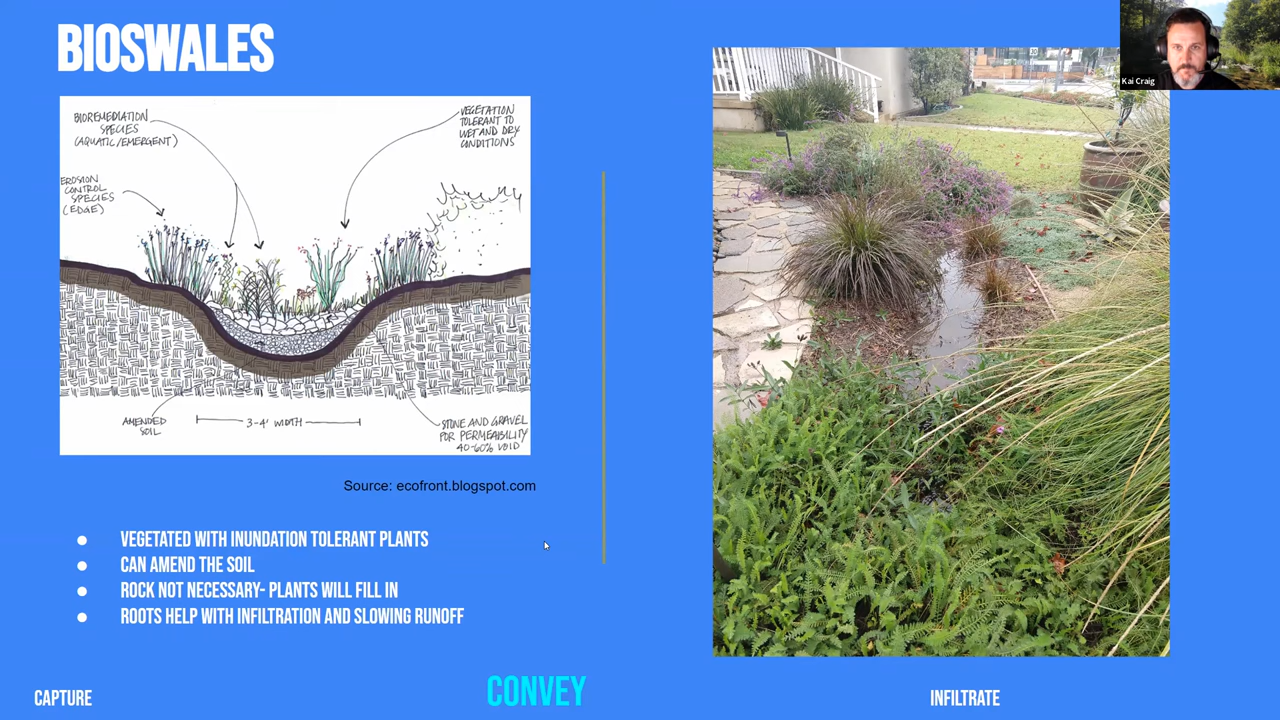 BIOSWALES
Kai Craig
BIOREMEDIATION
SPECIES
(AQUATIC/EMERGENT)
VEGETATION
TOLERANT TO
WET AND DRY
CONDITIONS
EROSION
CONTROL
SPECIES
(EDGE)
AMENDED
SOIL
3-4' WIDTH
STONE AND GRAVEL
FOR PERMEABILITY
40-60% VOID
Source: ecofront.blogspot.com
● VEGETATED WITH INUNDATION TOLERANT PLANTS
● CAN AMEND THE SOIL
● ROCK NOT NECESSARY- PLANTS WILL FILL IN
● ROOTS HELP WITH INFILTRATION AND SLOWING RUNOFF
CAPTURE
CONVEY
INFILTRATE